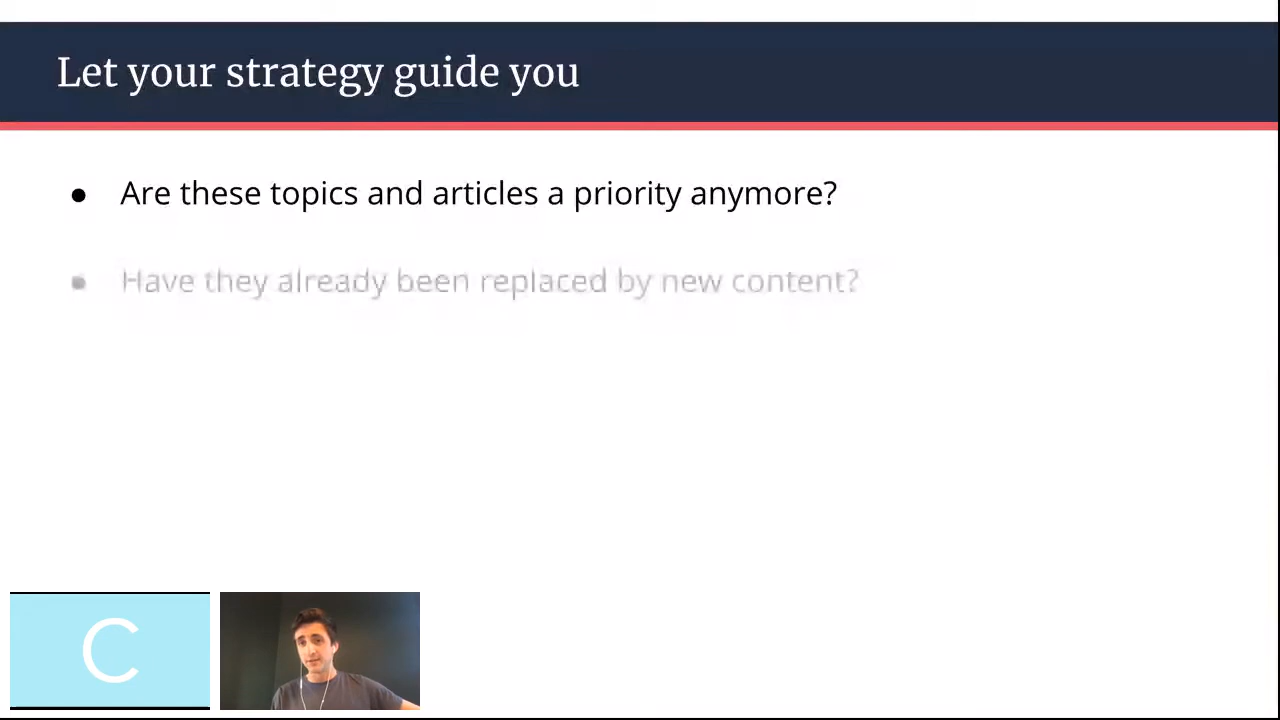 Let your strategy guide you
● Are these topics and articles a priority anymore?
● Have they already been replaced by new content?
C